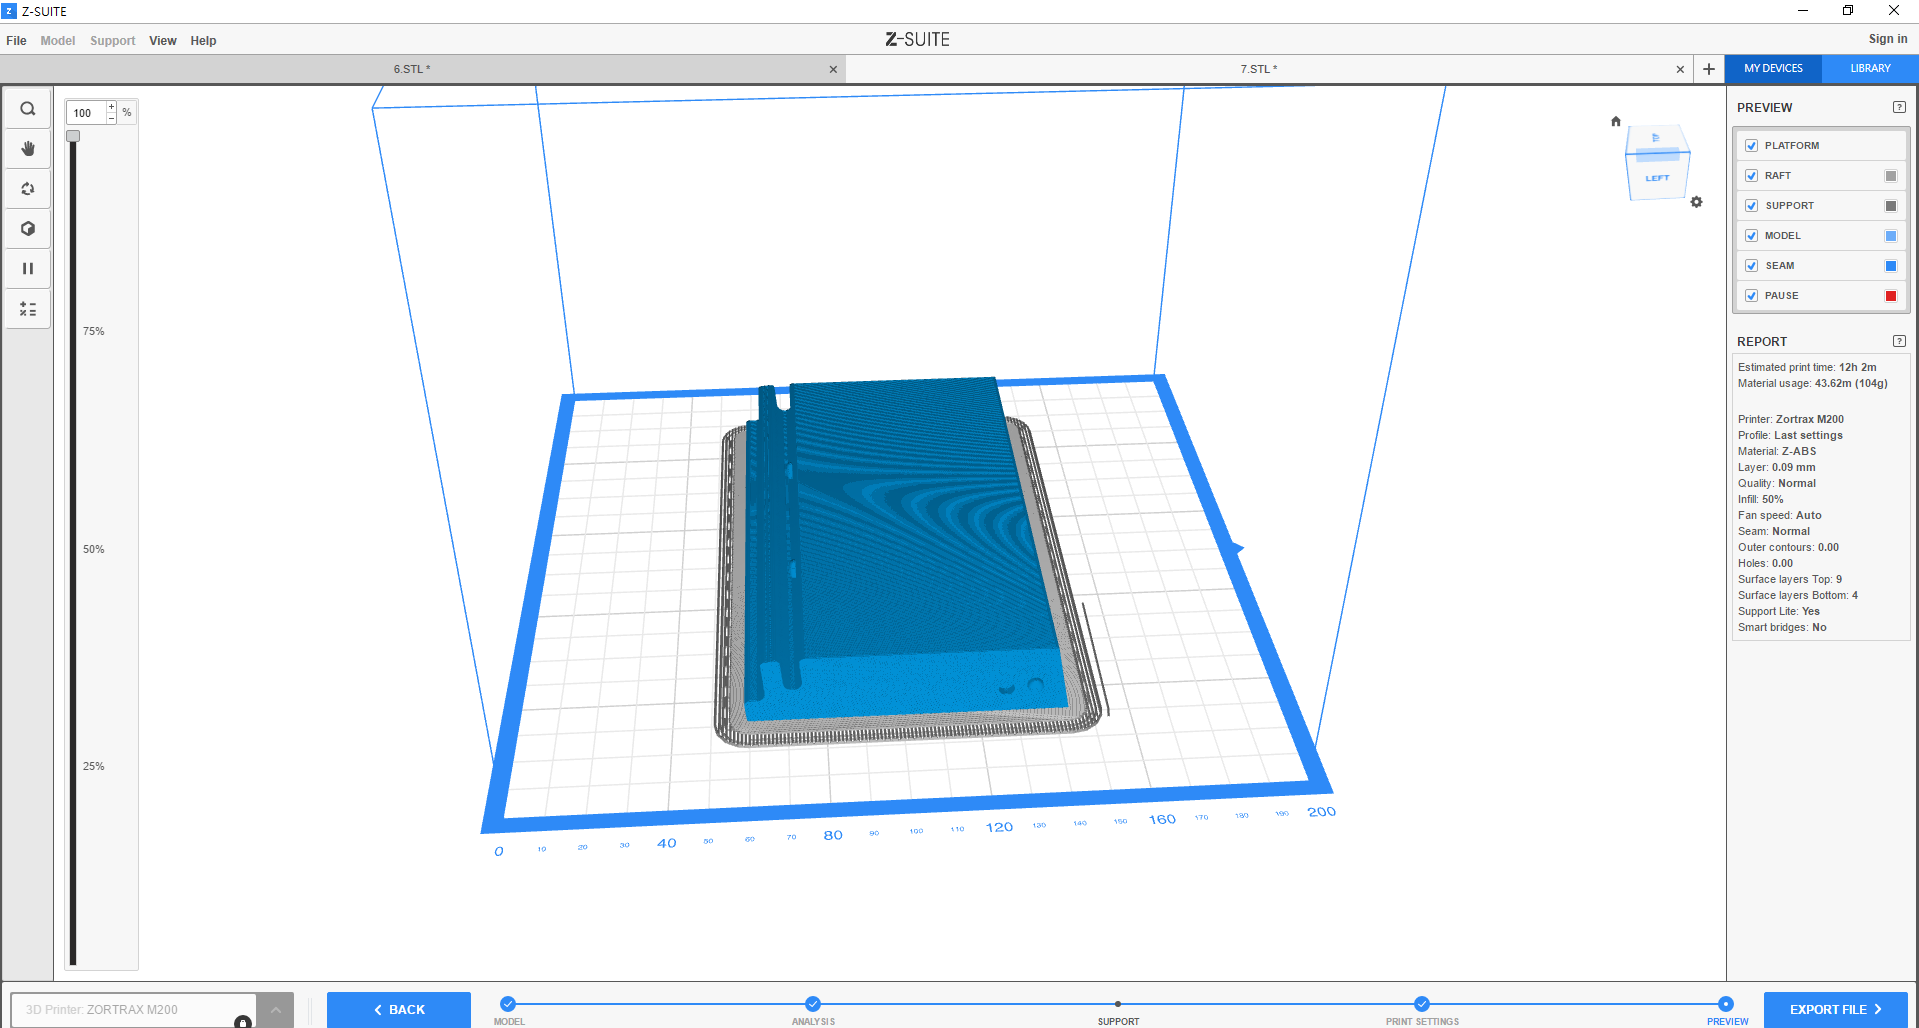 Z-SUITE
File Model Support View Help
Z-SUITE
Sign in
6.STL *
7.STL *
MY DEVICES
LIBRARY
100 %
75%
50%
25%
LEFT
PREVIEW
PLATFORM
RAFT
SUPPORT
MODEL
SEAM
PAUSE
REPORT
Estimated print time: 12h 2m
Material usage: 43.62m (104g)
Printer: Zortrax M200
Profile: Last settings
Material: Z-ABS
Layer: 0.09 mm
Quality: Normal
Infill: 50%
Fan speed: Auto
Seam: Normal
Outer contours: 0.00
Holes: 0.00
Surface layers Top: 9
Surface layers Bottom: 4
Support Lite: Yes
Smart bridges: No
0 10 20 30 40 50 60 70 80 90 100 110 120 130 140 150 160 170 180 190 200
3D Printer: ZORTRAX M200
BACK
MODEL
ANALYSIS
SUPPORT
PRINT SETTINGS
PREVIEW
EXPORT FILE